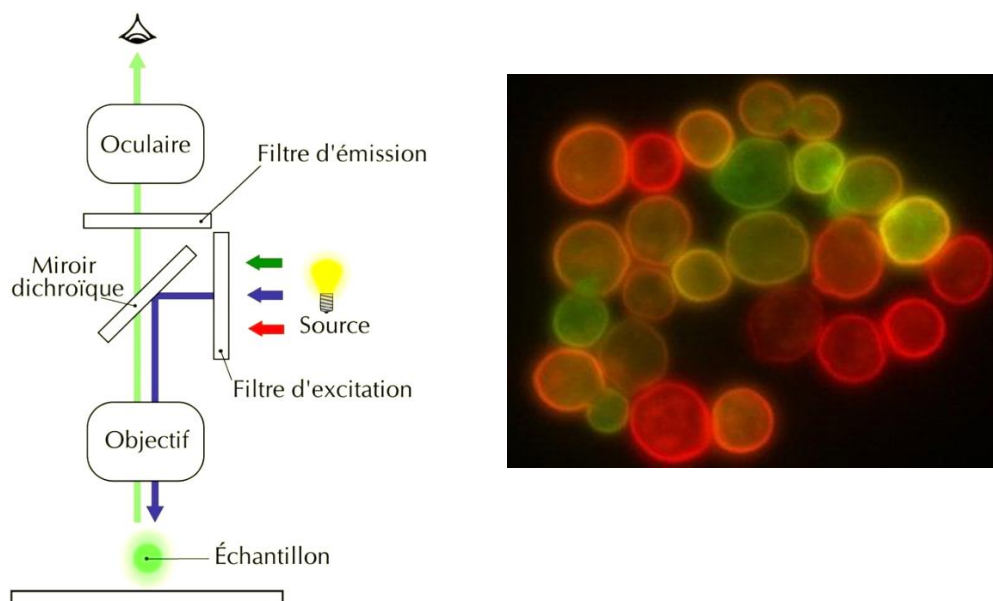 Oculaire
Filtre d'émission
Miroir
dichroïque
Source
Filtre d'excitation
Objectif
Échantillon